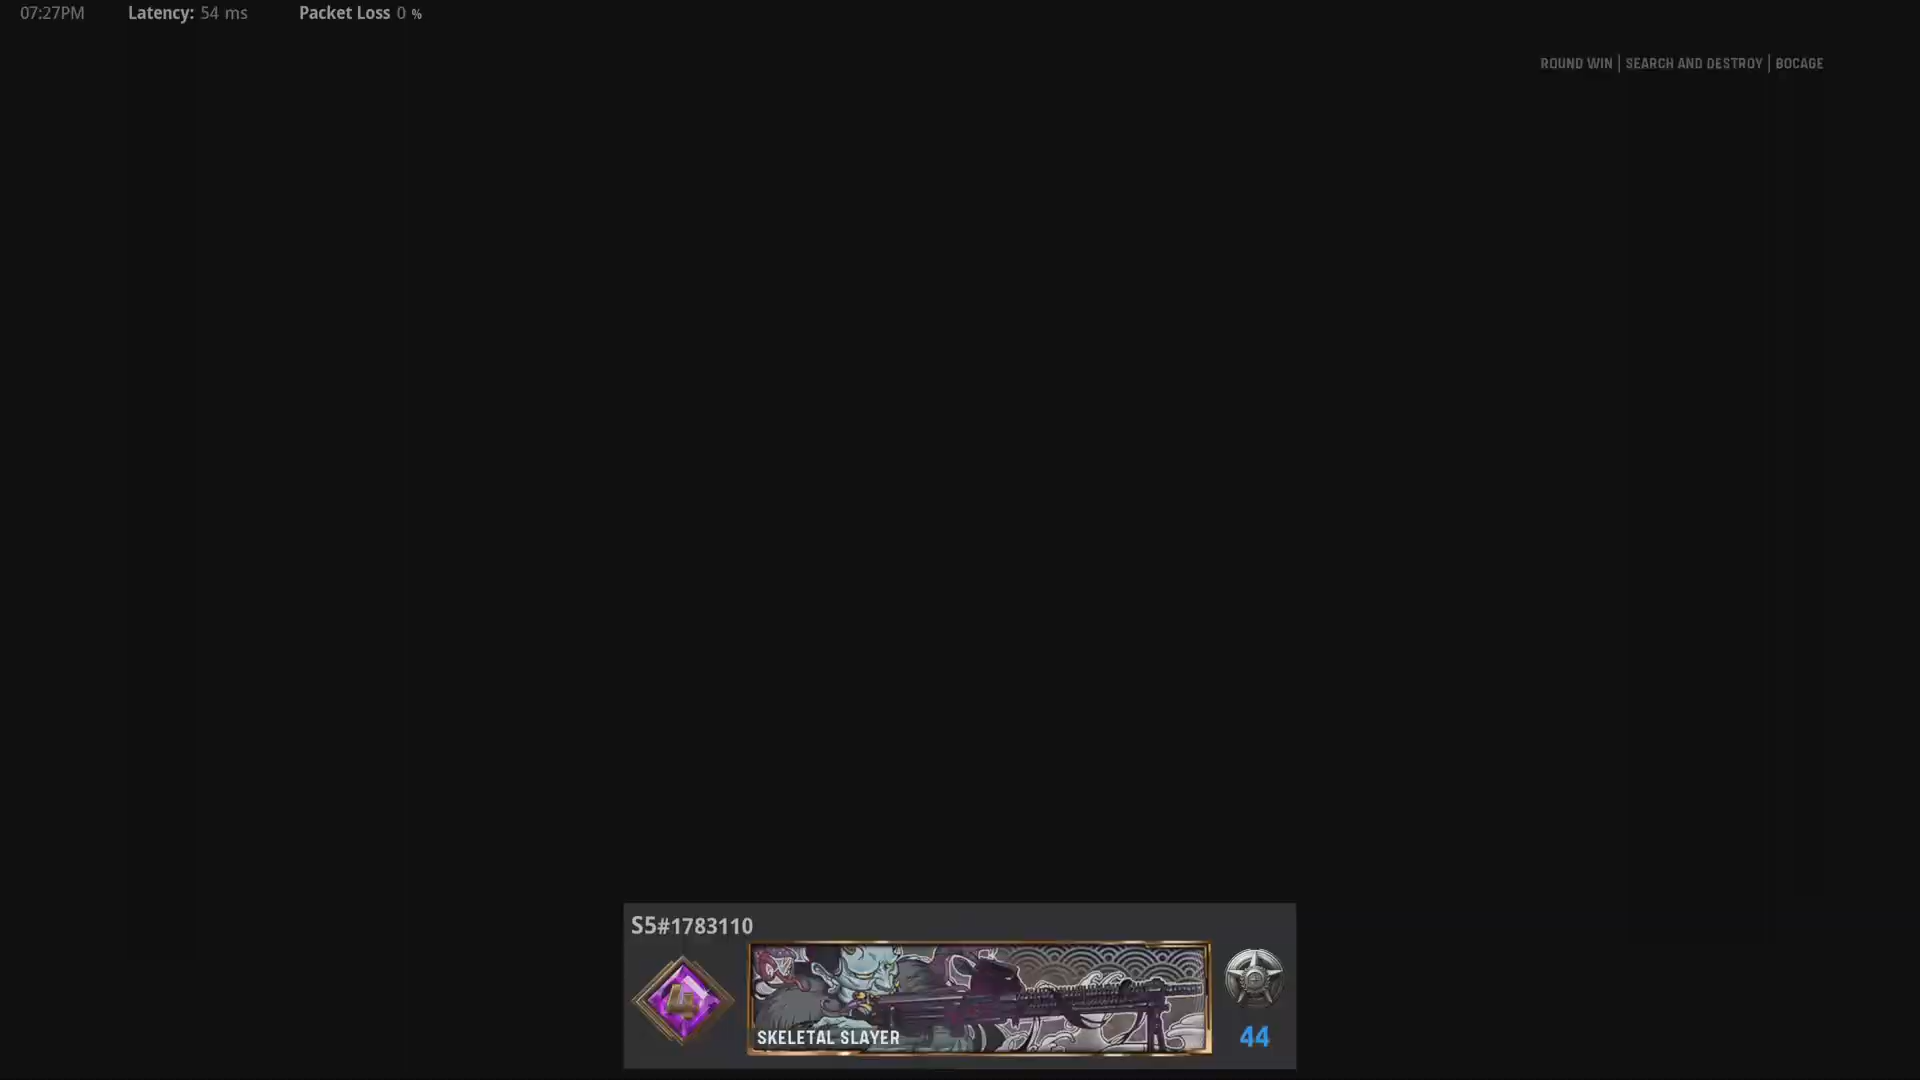 07:27PM Latency: 54 ms Packet Loss 0 %
ROUND WIN | SEARCH AND DESTROY | BOCAGE
S5#1783110
4
SKELETAL SLAYER
44